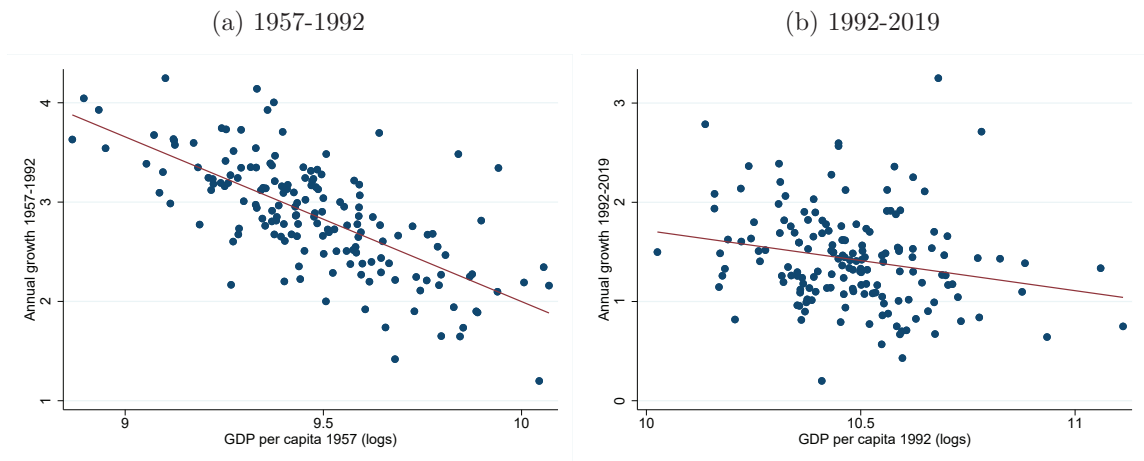 (a) 1957-1992
Annual growth 1957-1992
4
3
2
1
9
9.5
10
GDP per capita 1957 (logs)
(b) 1992-2019
Annual growth 1992-2019
3
2
1
0
10
10.5
11
GDP per capita 1992 (logs)